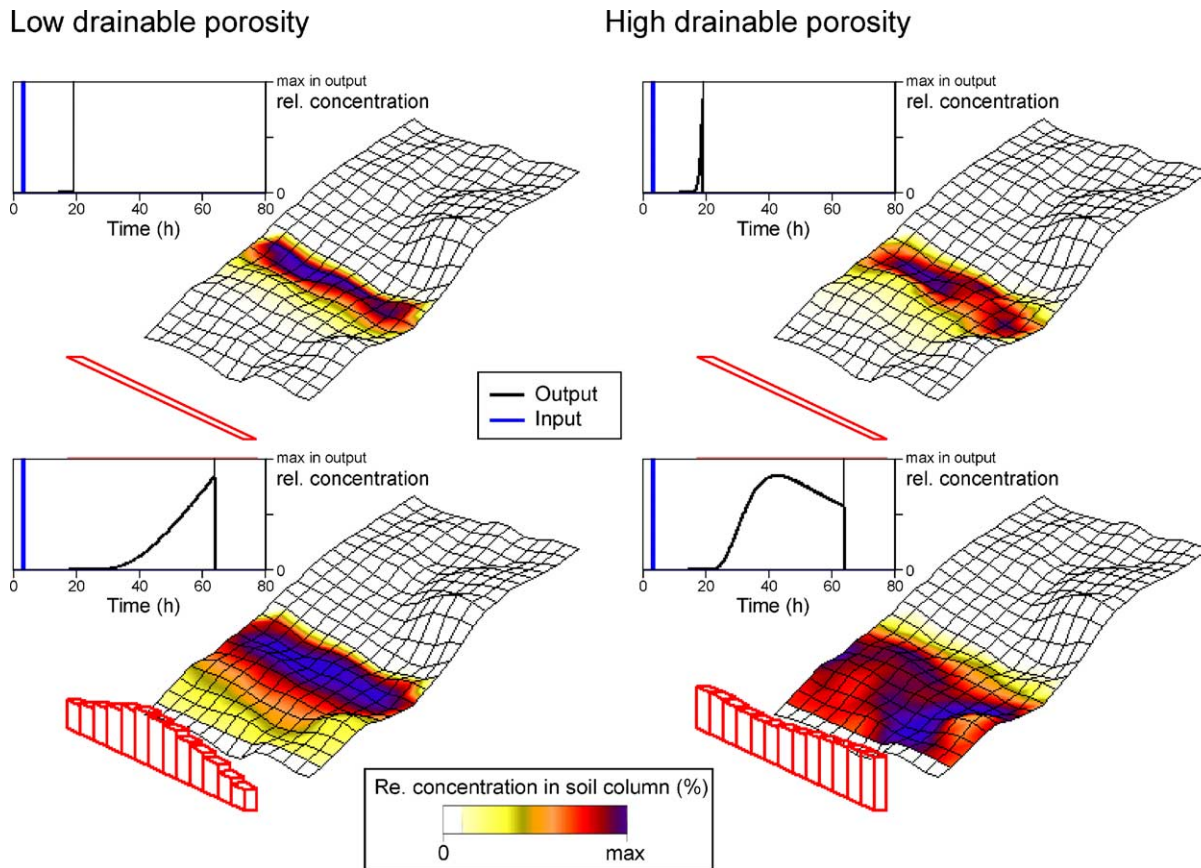 Low drainable porosity
High drainable porosity
max in output
rel. concentration
0
0 20 40 60 80
Time (h)
max in output
rel. concentration
0
0 20 40 60 80
Time (h)
Output
Input
max in output
rel. concentration
0
0 20 40 60 80
Time (h)
max in output
rel. concentration
0
0 20 40 60 80
Time (h)
Re. concentration in soil column (%)
0 max